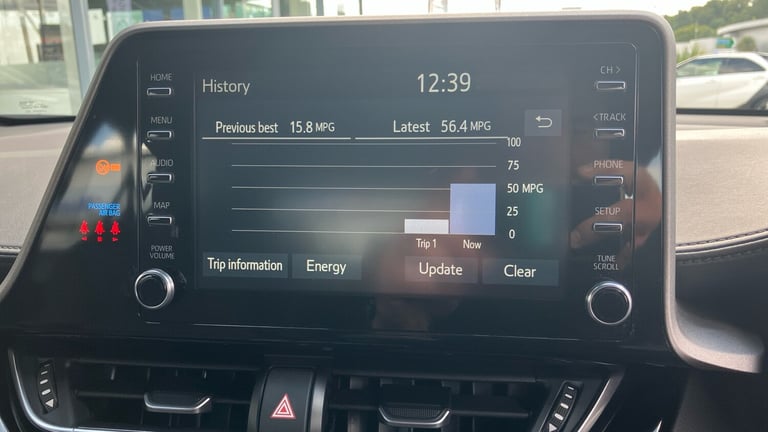 HOME
MENU
AUDIO
MAP
POWER
VOLUME
PASSENGER
AIR BAG
History
12:39
Previous best 15.8 MPG
Latest 56.4 MPG
100
75
50 MPG
25
0
Trip 1
Now
Trip information
Energy
Update
Clear
CH >
< TRACK
PHONE
SETUP
TUNE
SCROLL